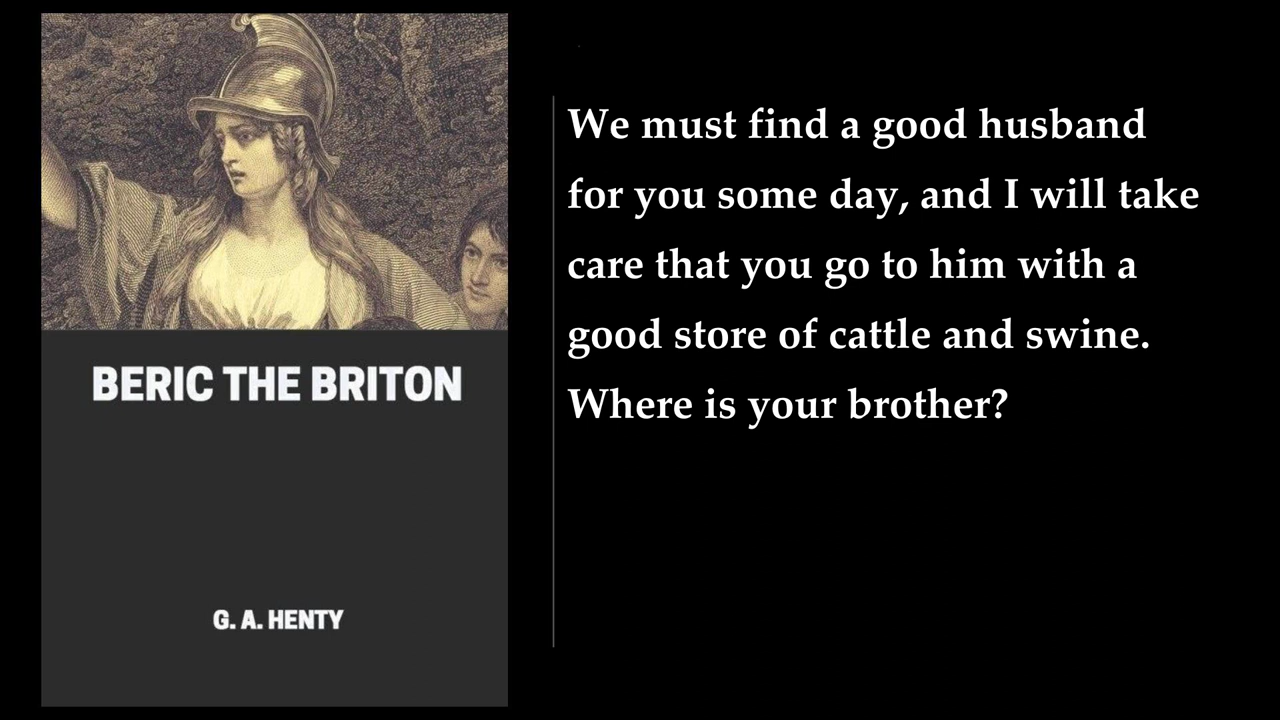 BERIC THE BRITON
G. A. HENTY
We must find a good husband
for you some day, and I will take
care that you go to him with a
good store of cattle and swine.
Where is your brother?